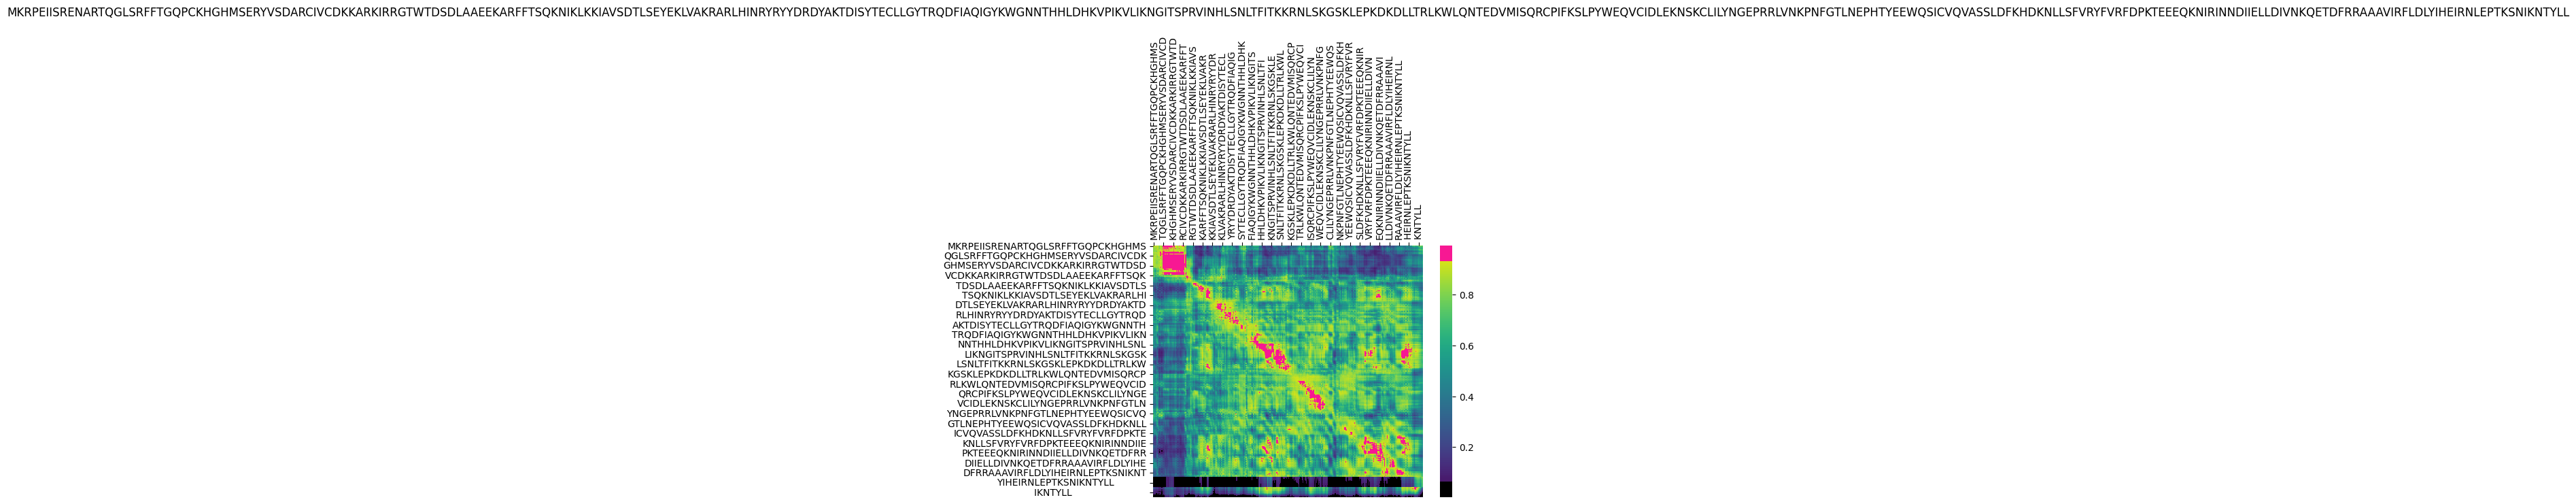 MKRPEIISRENARTQGLSRFFTGQPCKHGHMSERYVSDARCIVCDKKARKIRRGTWTDSDLAAEEKARFFTSQKNIKLKKIAVSDTLSEYEKLVAKRARLHINRYRYYDRDYAKTDISYTECLLGYTRQDFIAQIGYKWGNNTHHLDHKVPIKVLIKNGITSPRVINHLSNLTFITKKRNLSKGSKLEPKDKDLLTRLKWLQNTEDVMISQRCPIFKSLPYWEQVCIDLEKNSKCLILYNGEPRRLVNKPNFGTLNEPHTYEEWQSICVQVASSLDFKHDKNLLSFVRYFVRFDPKTEEEQKNIRINNDIIELLDIVNKQETDFRRAAAVIRFLDLYIHEIRNLEPTKSNIKNTYLL
MKRPEIISRENARTQGLSRFFTGQPCKHGHMS
TQGLSRFFTGQPCKHGHMSERYVSDARCIVCD
KHGHMSERYVSDARCIVCDKKARKIRRGTWTD
RCIVCDKKARKIRRGTWTDSDLAAEEKARFFT
RGTWTDSDLAAEEKARFFTSQKNIKLKKIAVS
KARFFTSQKNIKLKKIAVSDTLSEYEKLVAKR
KKIAVSDTLSEYEKLVAKRARLHINRYRYYDR
KLVAKRARLHINRYRYYDRDYAKTDISYTECL
YRYYDRDYAKTDISYTECLLGYTRQDFIAQIG
SYTECLLGYTRQDFIAQIGYKWGNNTHHLDHK
FIAQIGYKWGNNTHHLDHKVPIKVLIKNGITS
HHLDHKVPIKVLIKNGITSPRVINHLSNLTFI
KNGITSPRVINHLSNLTFITKKRNLSKGSKLE
SNLTFITKKRNLSKGSKLEPKDKDLLTRLKWL
KGSKLEPKDKDLLTRLKWLQNTEDVMISQRCP
TRLKWLQNTEDVMISQRCPIFKSLPYWEQVCI
ISQRCPIFKSLPYWEQVCIDLEKNSKCLILYN
WEQVCIDLEKNSKCLILYNGEPRRLVNKPNFG
CLILYNGEPRRLVNKPNFGTLNEPHTYEEWQS
NKPNFGTLNEPHTYEEWQSICVQVASSLDFKH
YEEWQSICVQVASSLDFKHDKNLLSFVRYFVR
SLDFKHDKNLLSFVRYFVRFDPKTEEEQKNIR
VRYFVRFDPKTEEEQKNIRINNDIIELLDIVN
EQKNIRINNDIIELLDIVNKQETDFRRAAAVI
LLDIVNKQETDFRRAAAVIRFLDLYIHEIRNL
RAAAVIRFLDLYIHEIRNLEPTKSNIKNTYLL
HEIRNLEPTKSNIKNTYLL
KNTYLL
MKRPEIISRENARTQGLSRFFTGQPCKHGHMS
QGLSRFFTGQPCKHGHMSERYVSDARCIVCDK
GHMSERYVSDARCIVCDKKARKIRRGTWTDSD
VCDKKARKIRRGTWTDSDLAAEEKARFFTSQK
TDSDLAAEEKARFFTSQKNIKLKKIAVSDTLS
TSQKNIKLKKIAVSDTLSEYEKLVAKRARLHI
DTLSEYEKLVAKRARLHINRYRYYDRDYAKTD
RLHINRYRYYDRDYAKTDISYTECLLGYTRQD
AKTDISYTECLLGYTRQDFIAQIGYKWGNNTH
TRQDFIAQIGYKWGNNTHHLDHKVPIKVLIKN
NNTHHLDHKVPIKVLIKNGITSPRVINHLSNL
LIKNGITSPRVINHLSNLTFITKKRNLSKGSK
LSNLTFITKKRNLSKGSKLEPKDKDLLTRLKW
KGSKLEPKDKDLLTRLKWLQNTEDVMISQRCP
RLKWLQNTEDVMISQRCPIFKSLPYWEQVCID
QRCPIFKSLPYWEQVCIDLEKNSKCLILYNGE
VCIDLEKNSKCLILYNGEPRRLVNKPNFGTLN
YNGEPRRLVNKPNFGTLNEPHTYEEWQSICVQ
GTLNEPHTYEEWQSICVQVASSLDFKHDKNLL
ICVQVASSLDFKHDKNLLSFVRYFVRFDPKTE
KNLLSFVRYFVRFDPKTEEEQKNIRINNDIIE
PKTEEEQKNIRINNDIIELLDIVNKQETDFRR
DIIELLDIVNKQETDFRRAAAVIRFLDLYIHE
DFRRAAAVIRFLDLYIHEIRNLEPTKSNIKNT
YIHEIRNLEPTKSNIKNTYLL
IKNTYLL
0.8
0.6
0.4
0.2